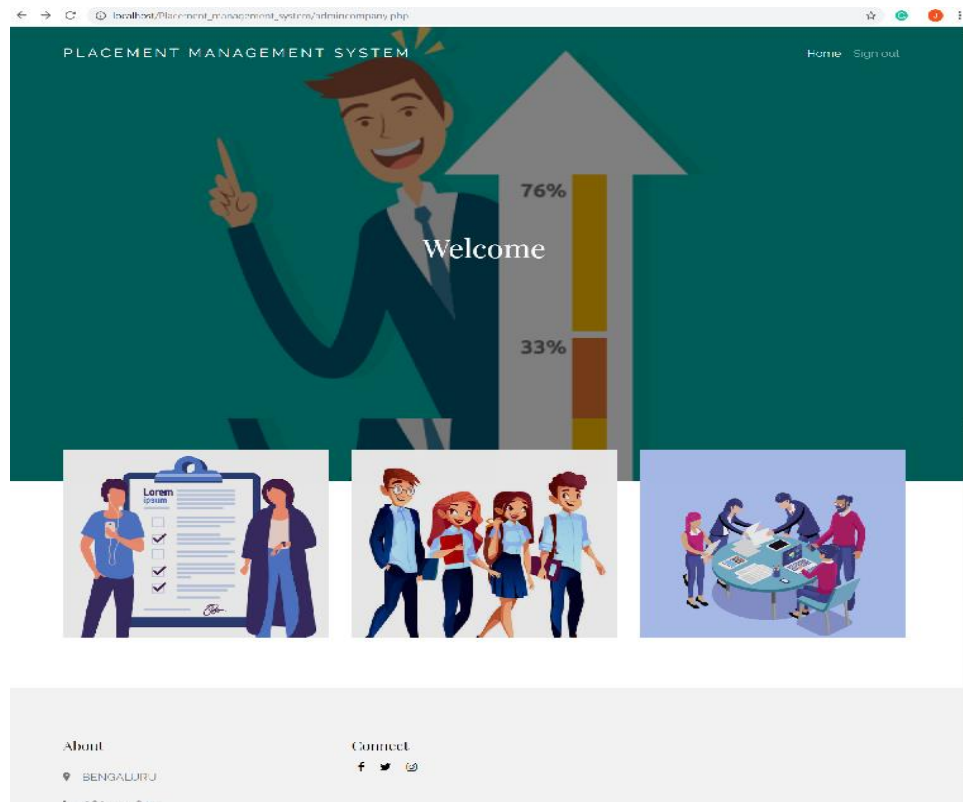 localhost/Placement_management_system/admincompany.php
PLACEMENT MANAGEMENT SYSTEM
Home Sign out
76%
Welcome
33%
Lorem
ipsum
About
Connect
BENGALURU